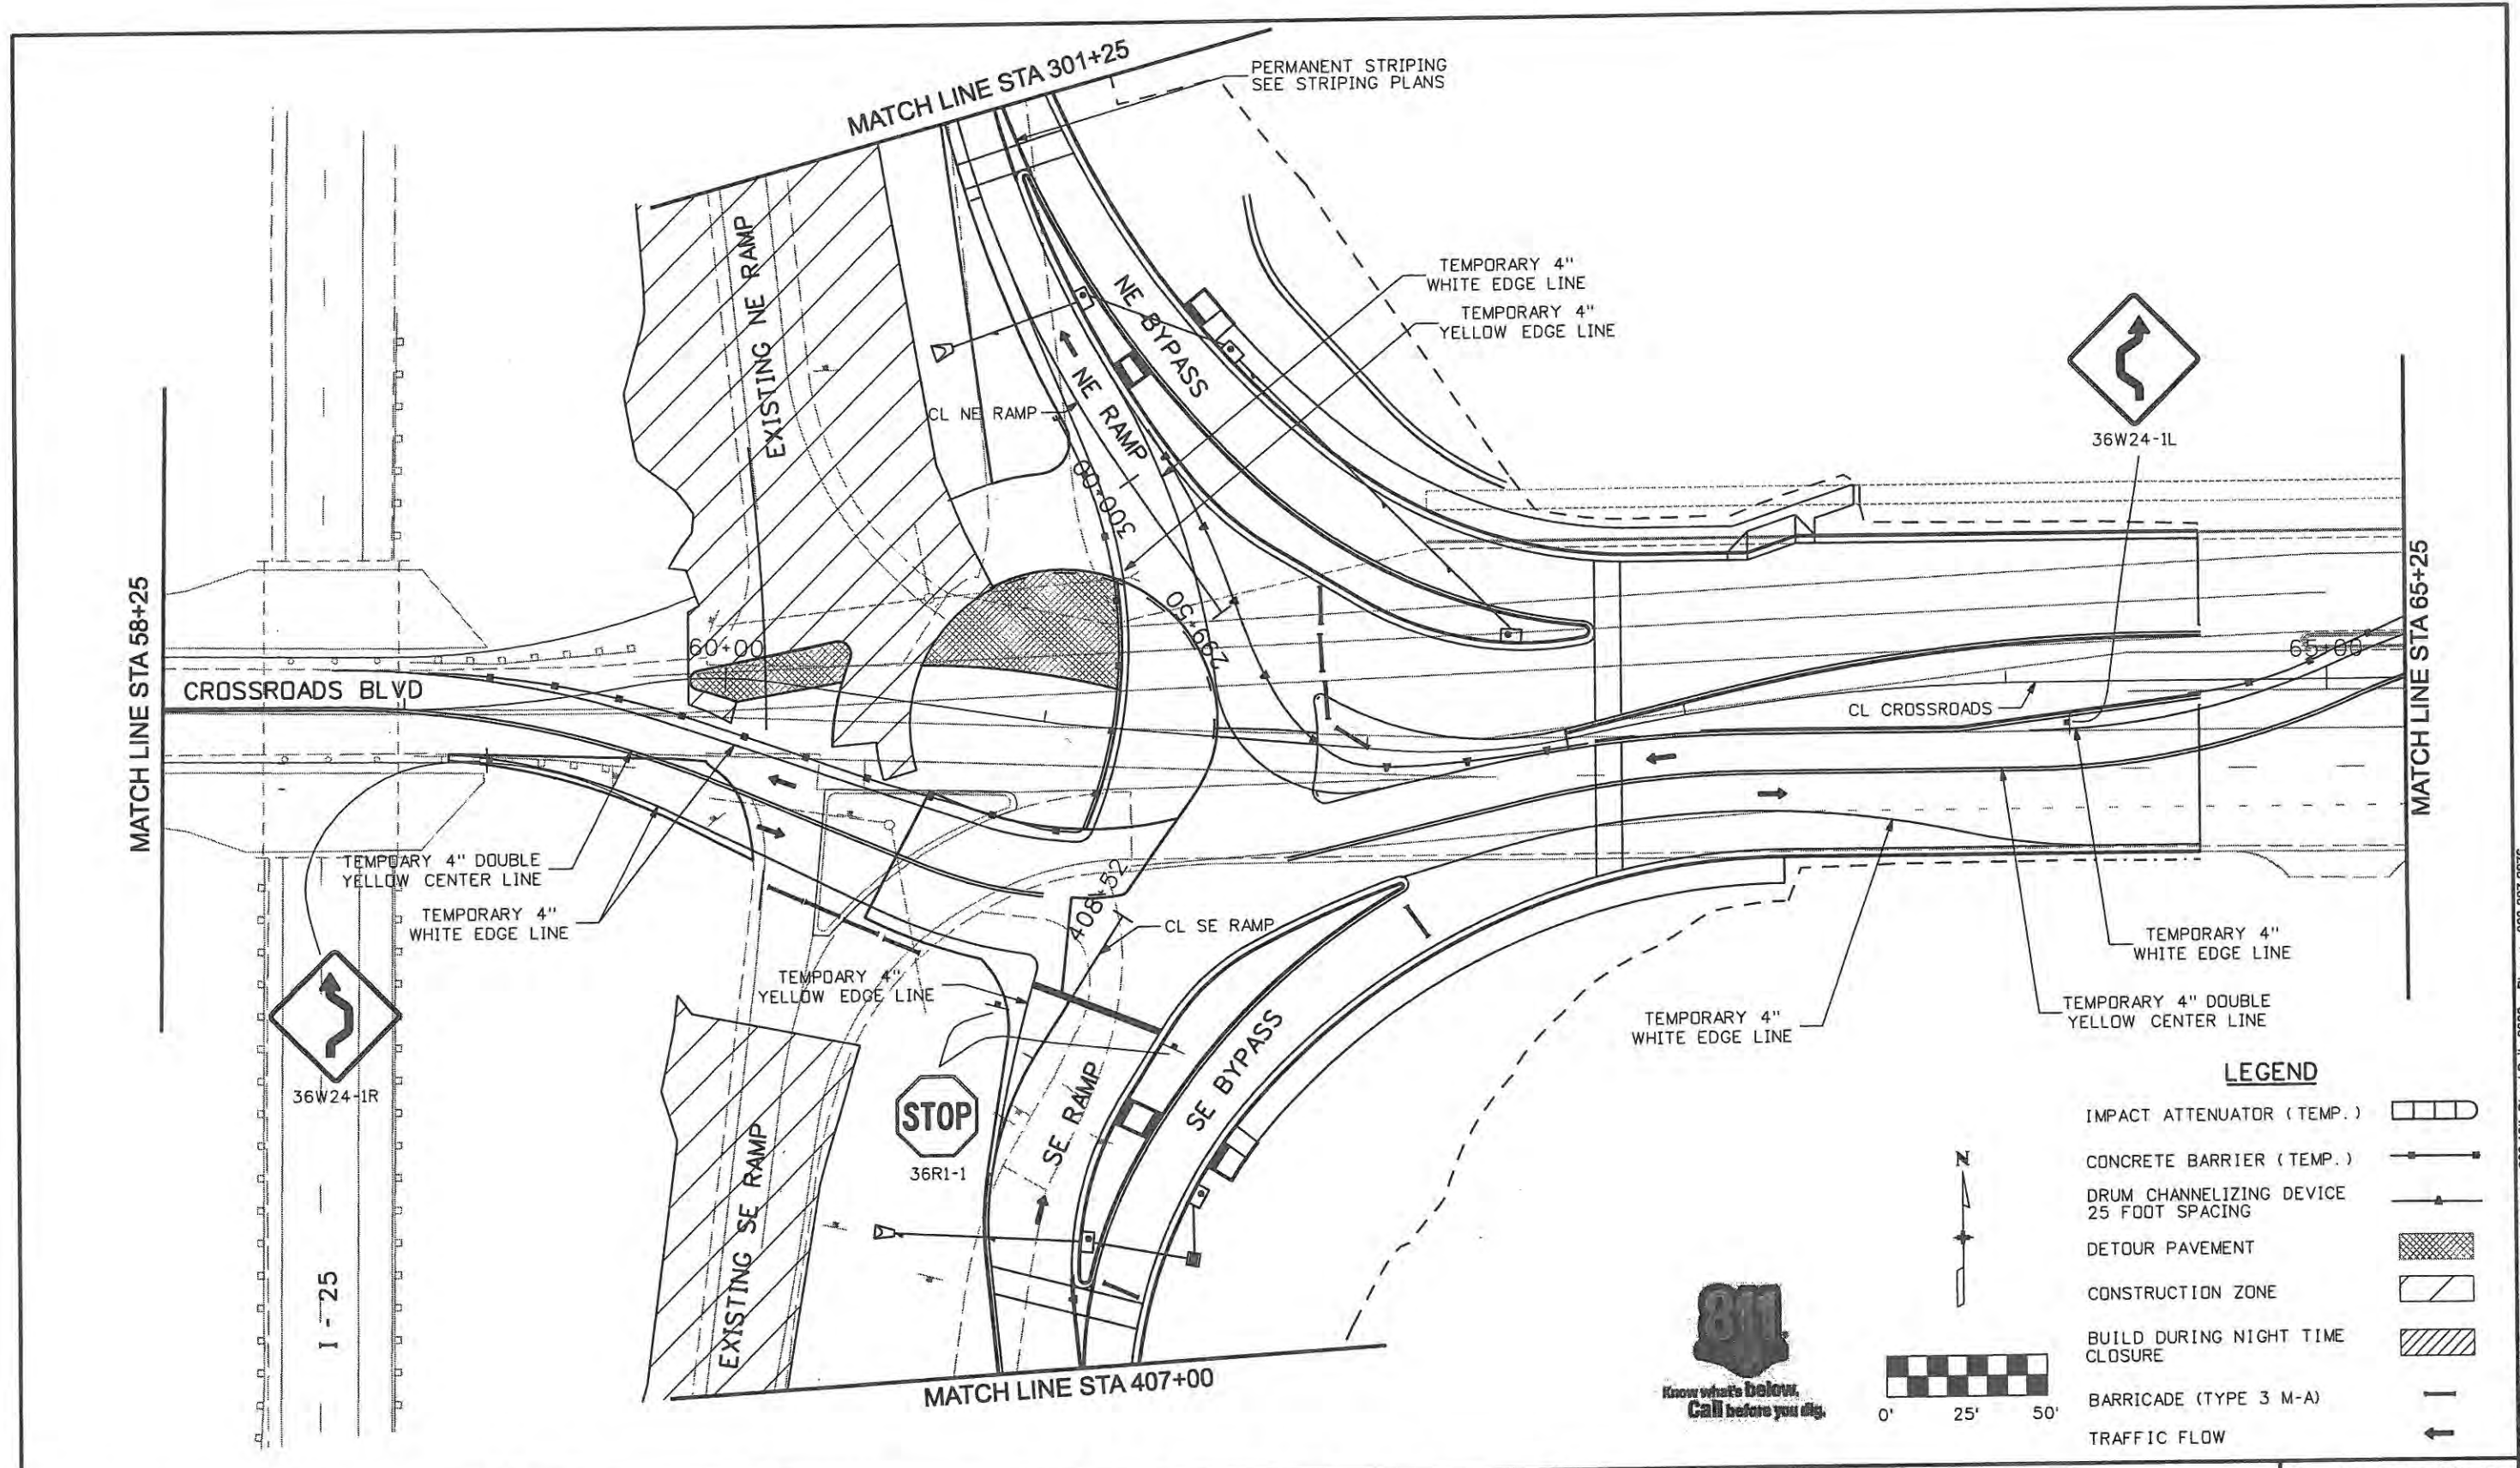 MATCH LINE STA 301+25
PERMANENT STRIPING
SEE STRIPING PLANS
EXISTING NE RAMP
NE BYPASS
TEMPORARY 4"
WHITE EDGE LINE
TEMPORARY 4"
YELLOW EDGE LINE
CL NE RAMP
NE RAMP
300+00
36W24-1L
MATCH LINE STA 58+25
MATCH LINE STA 65+25
299+50
60+00
65+00
CROSSROADS BLVD
CL CROSSROADS
TEMPOARY 4" DOUBLE
YELLOW CENTER LINE
TEMPORARY 4"
WHITE EDGE LINE
408+52
CL SE RAMP
TEMPOARY 4"
YELLOW EDGE LINE
TEMPORARY 4"
WHITE EDGE LINE
TEMPORARY 4" DOUBLE
YELLOW CENTER LINE
TEMPORARY 4"
WHITE EDGE LINE
36W24-1R
STOP
36R1-1
SE RAMP
SE BYPASS
EXISTING SE RAMP
I-25
MATCH LINE STA 407+00
N
811
Know what's below.
Call before you dig.
0' 25' 50'
LEGEND
IMPACT ATTENUATOR (TEMP.)
CONCRETE BARRIER (TEMP.)
DRUM CHANNELIZING DEVICE
25 FOOT SPACING
DETOUR PAVEMENT
CONSTRUCTION ZONE
BUILD DURING NIGHT TIME
CLOSURE
BARRICADE (TYPE 3 M-A)
TRAFFIC FLOW